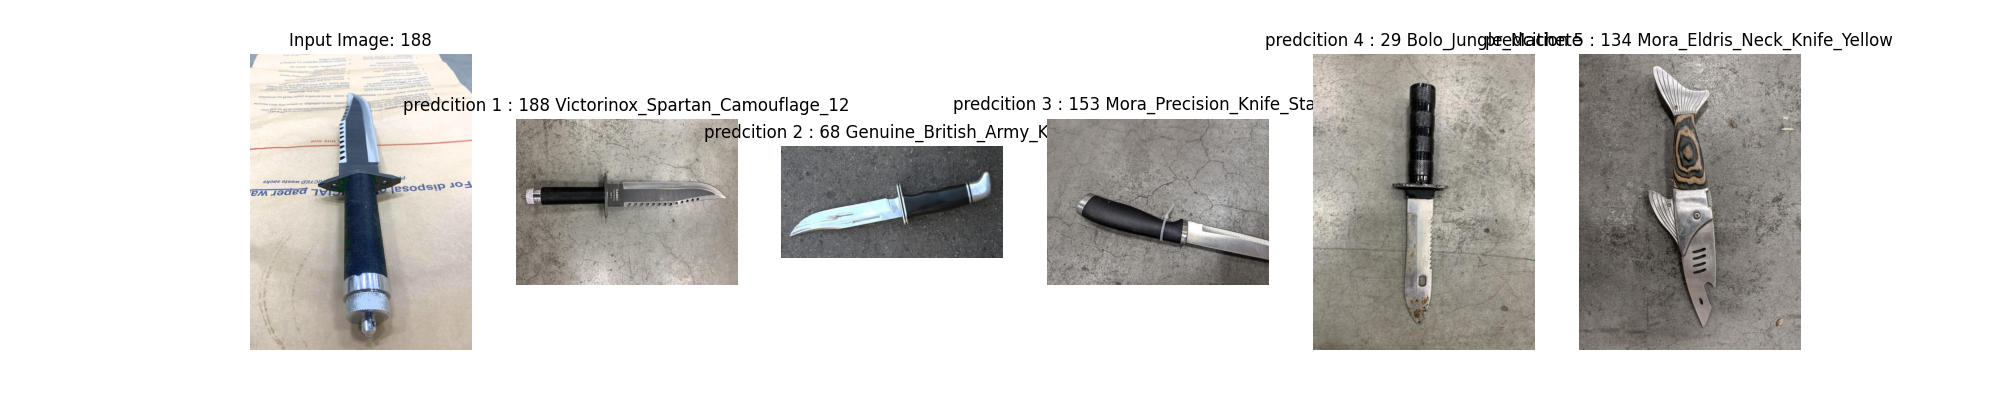 Input Image: 188
predcition 1 : 188 Victorinox_Spartan_Camouflage_12
predcition 2 : 68 Genuine_British_Army_K
predcition 3 : 153 Mora_Precision_Knife_Sta
predcition 4 : 29 Bolo_Jungle_Machete
predcition 5 : 134 Mora_Eldris_Neck_Knife_Yellow
For disposal
paper